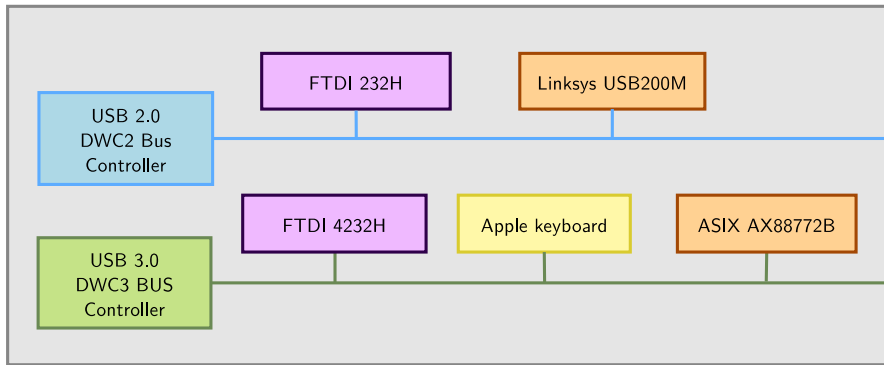 FTDI 232H
Linksys USB200M
USB 2.0
DWC2 Bus
Controller
FTDI 4232H
Apple keyboard
ASIX AX88772B
USB 3.0
DWC3 BUS
Controller